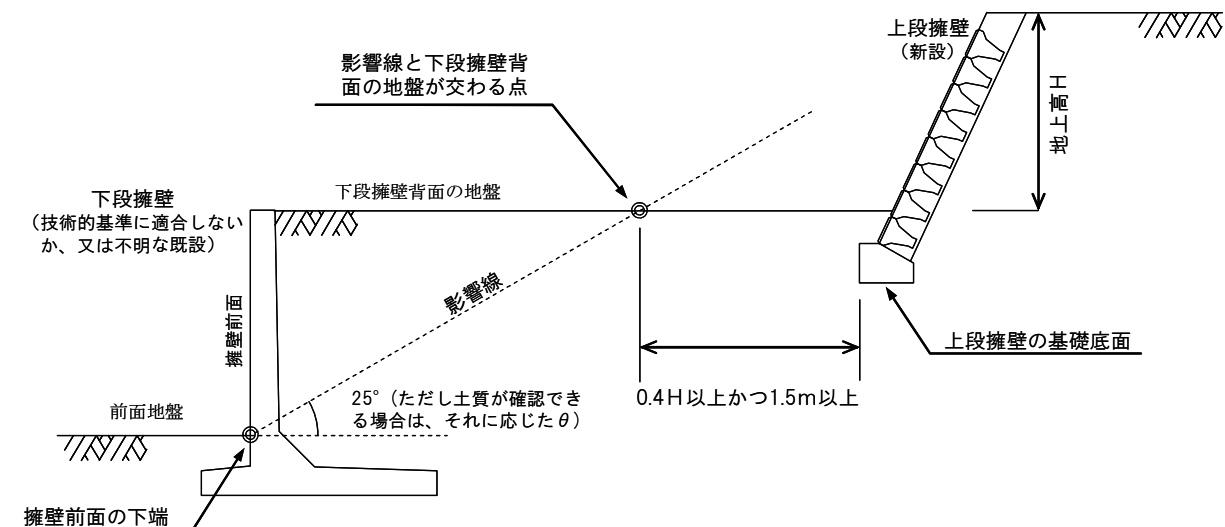 上段擁壁
（新設）
影響線と下段擁壁背
面の地盤が交わる点
地上高H
下段擁壁
（技術的基準に適合しない
か、又は不明な既設）
下段擁壁背面の地盤
影響線
擁壁前面
上段擁壁の基礎底面
25°（ただし土質が確認でき
る場合は、それに応じたθ）
0.4H以上かつ1.5m以上
前面地盤
擁壁前面の下端